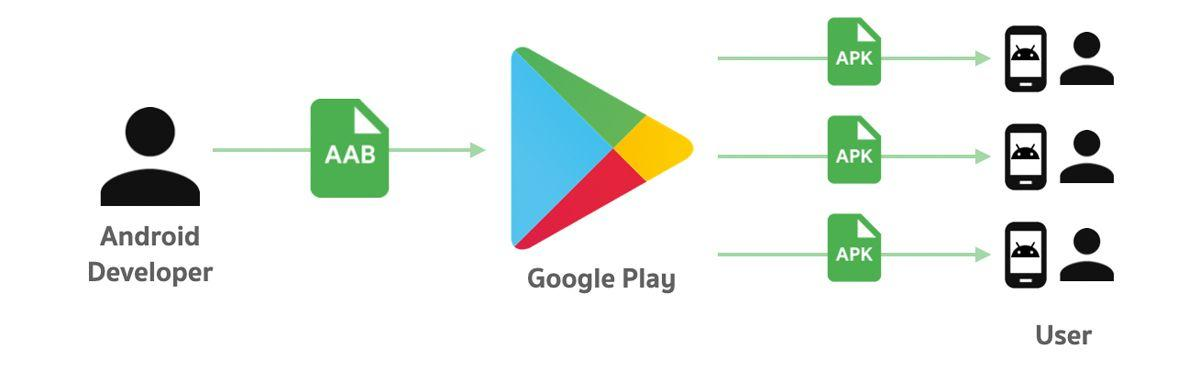 Android
Developer
AAB
Google Play
APK
APK
APK
User